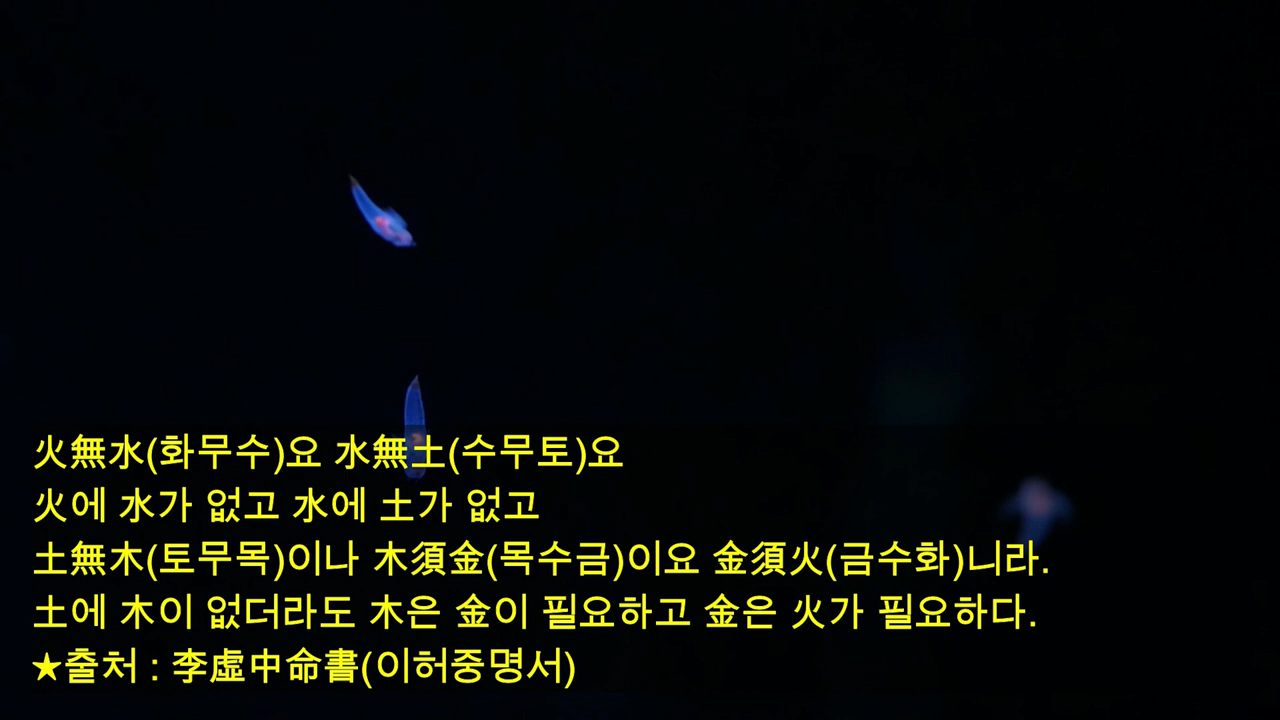 火無水(화무수)요 水無土(수무토)요
火에 水가 없고 水에 土가 없고
土無木(토무목)이나 木須金(목수금)이요 金須火(금수화)니라.
土에 木이 없더라도 木은 金이 필요하고 金은 火가 필요하다.
★출처 : 李虛中命書(이허중명서)